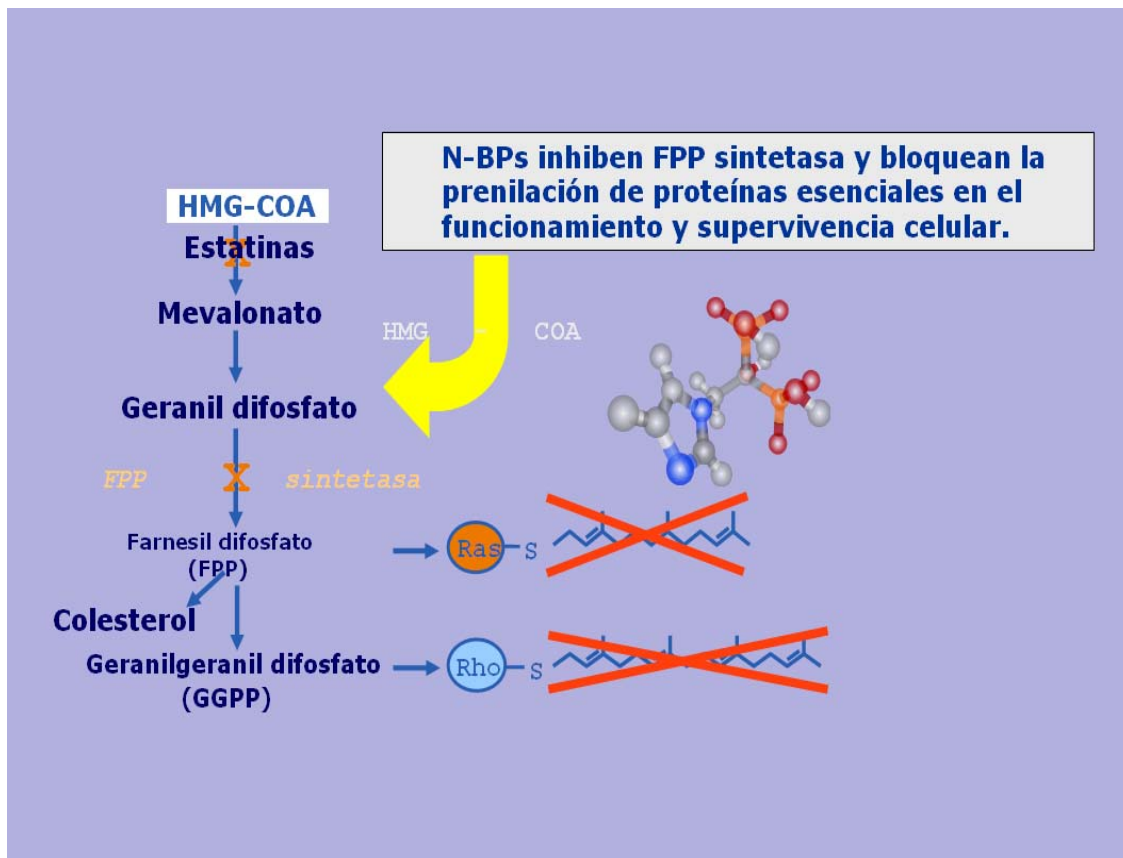 N-BPs inhiben FPP sintetasa y bloquean la
prenilación de proteínas esenciales en el
funcionamiento y supervivencia celular.
HMG-COA
X
Estatinas
Mevalonato
HMG - COA
Geranil difosfato
FPP X sintetasa
Farnesil difosfato
(FPP)
Ras S
Colesterol
Geranilgeranil difosfato
(GGPP)
Rho S